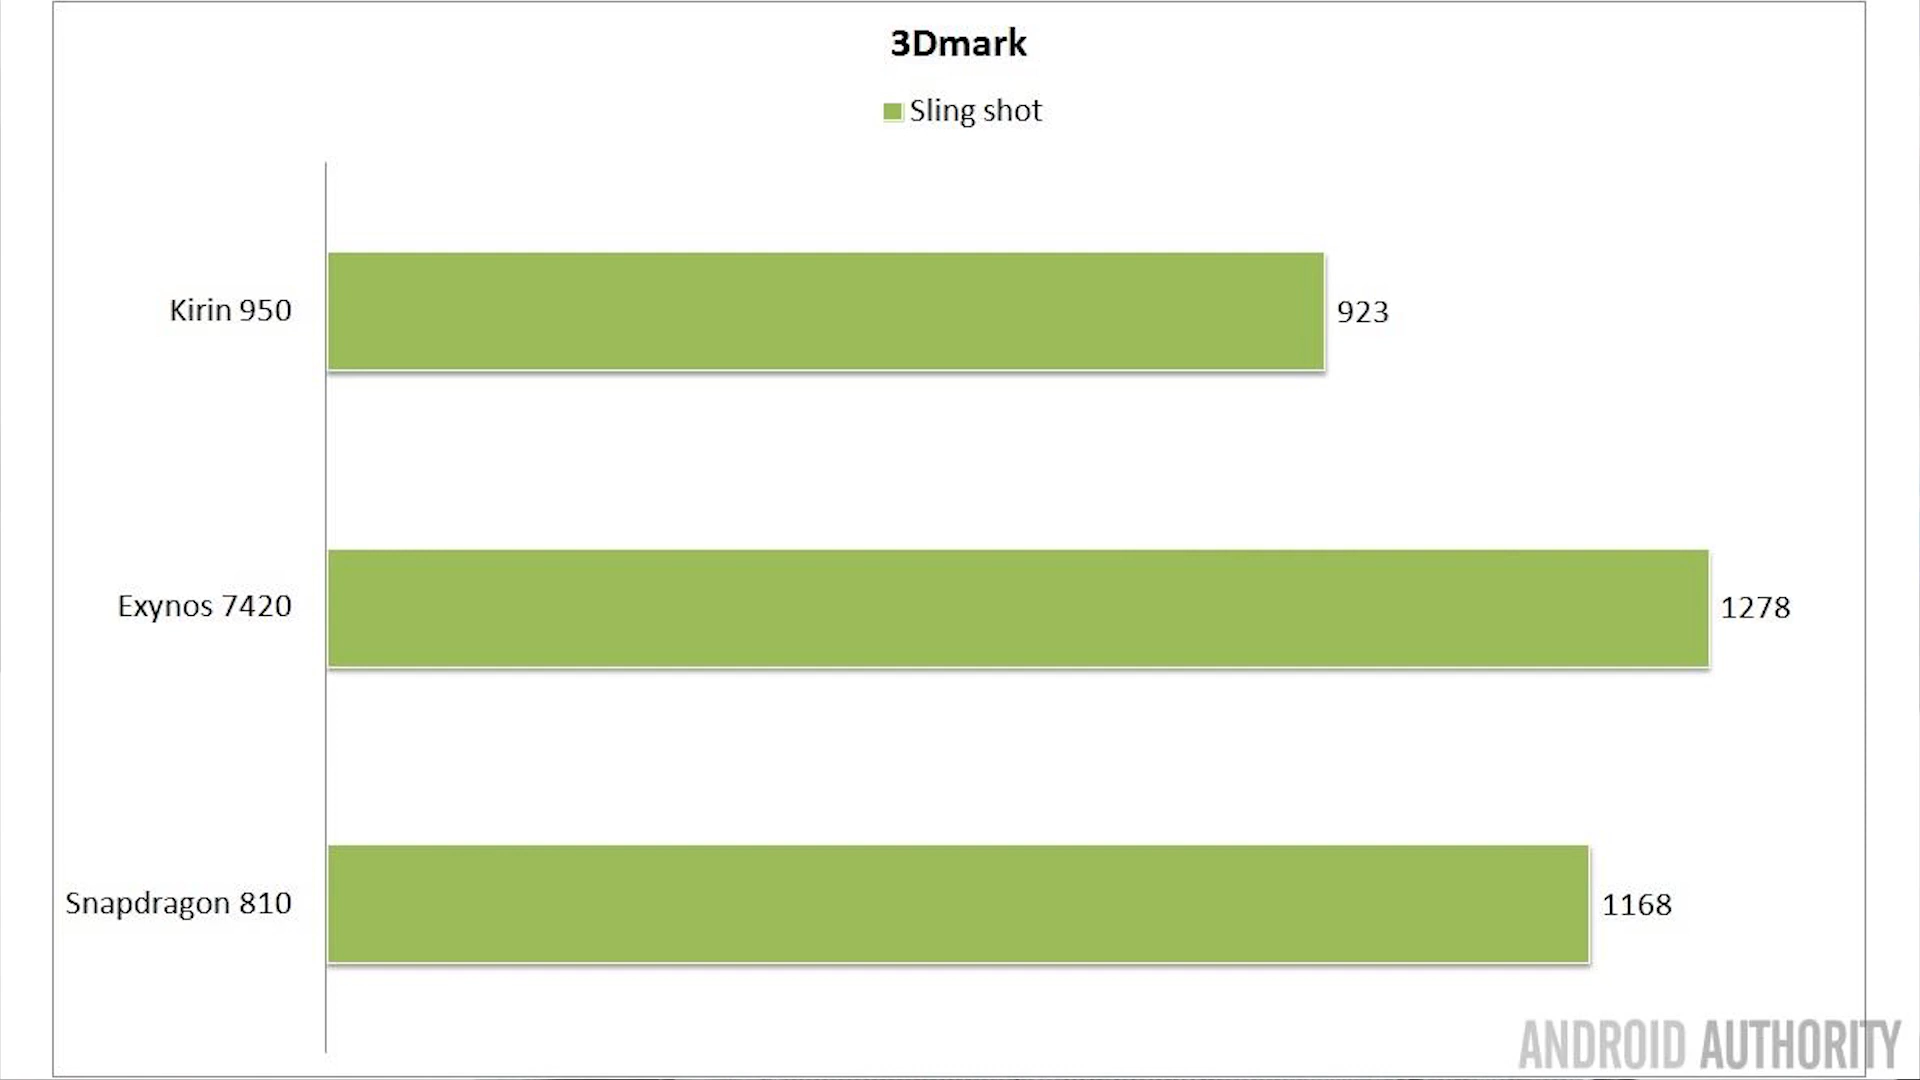 3Dmark
Sling shot
Kirin 950
923
Exynos 7420
1278
Snapdragon 810
1168
ANDROID AUTHORITY